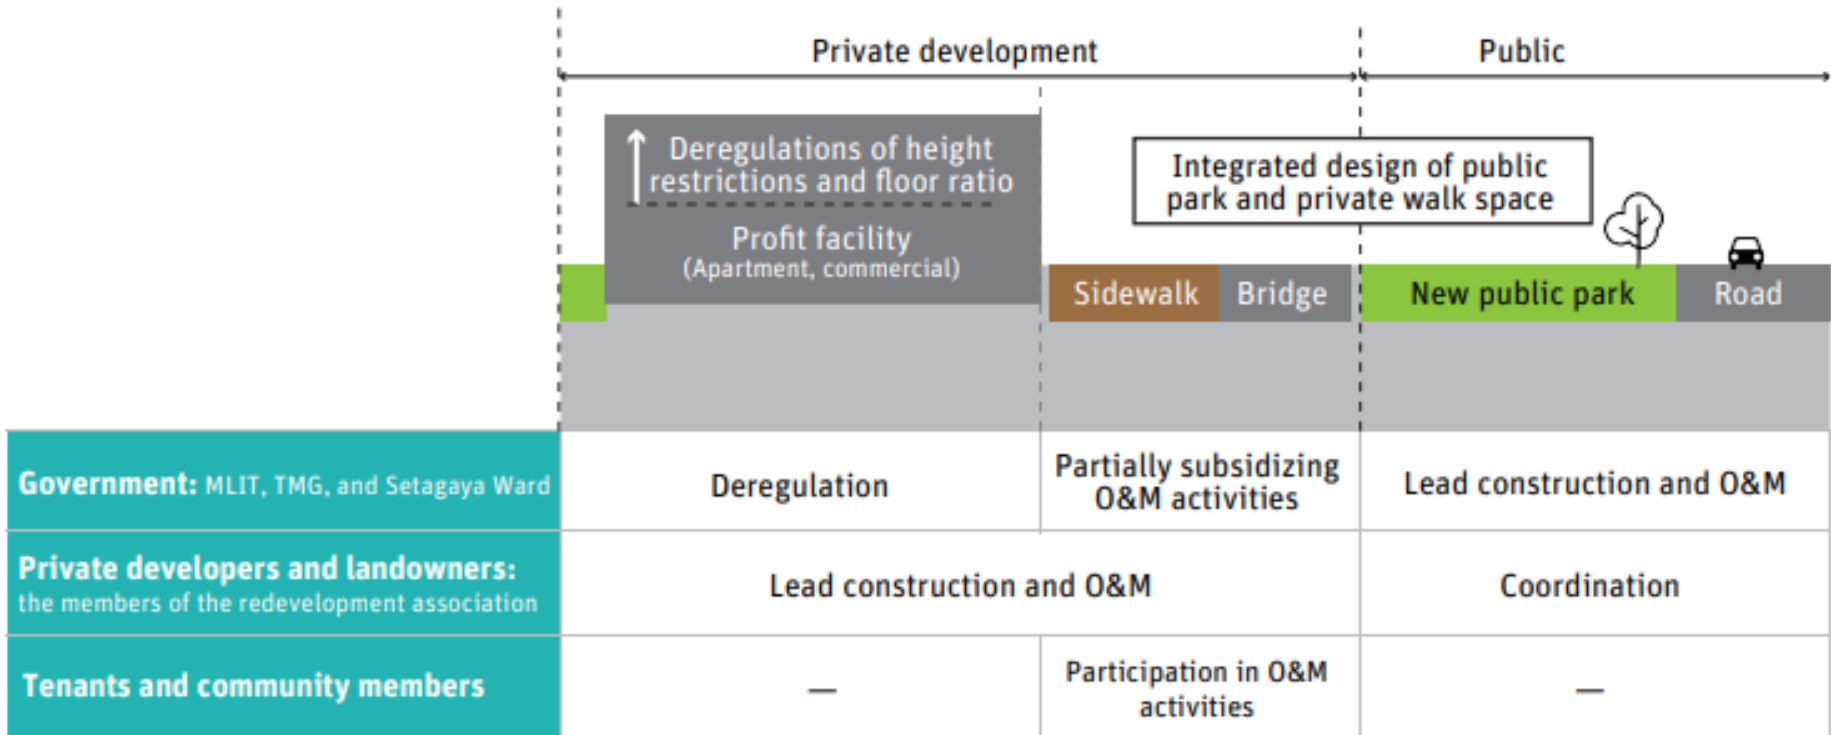 Private development
Public
Deregulations of height
restrictions and floor ratio
Profit facility
(Apartment, commercial)
Integrated design of public
park and private walk space
Sidewalk
Bridge
New public park
Road
Government: MLIT, TMG, and Setagaya Ward
Deregulation
Partially subsidizing
O&M activities
Lead construction and O&M
Private developers and landowners:
the members of the redevelopment association
Lead construction and O&M
Coordination
Tenants and community members
—
Participation in O&M
activities
—